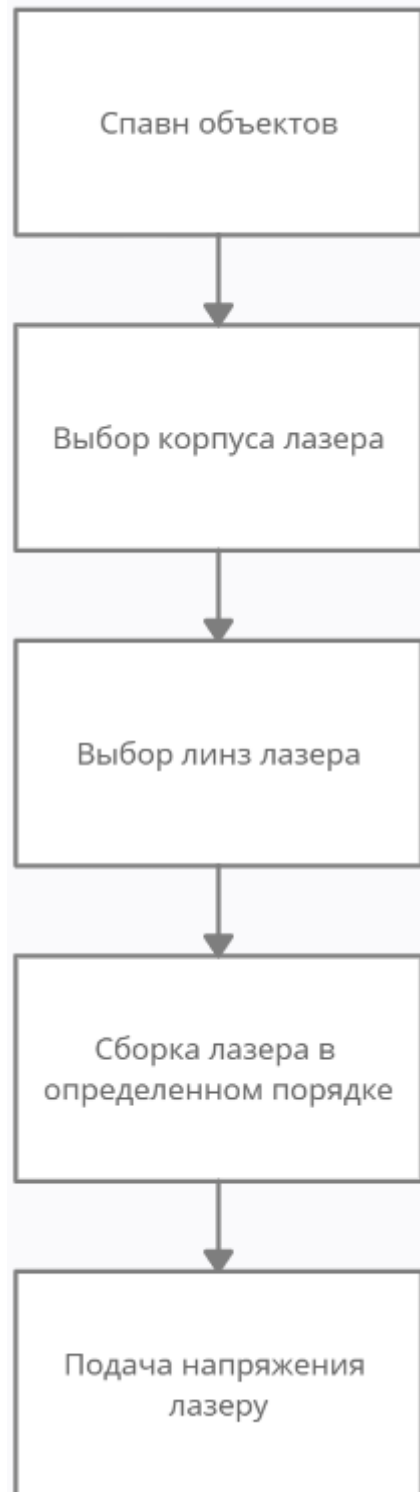 Спавн объектов
Выбор корпуса лазера
Выбор линз лазера
Сборка лазера в
определенном порядке
Подача напряжения
лазеру